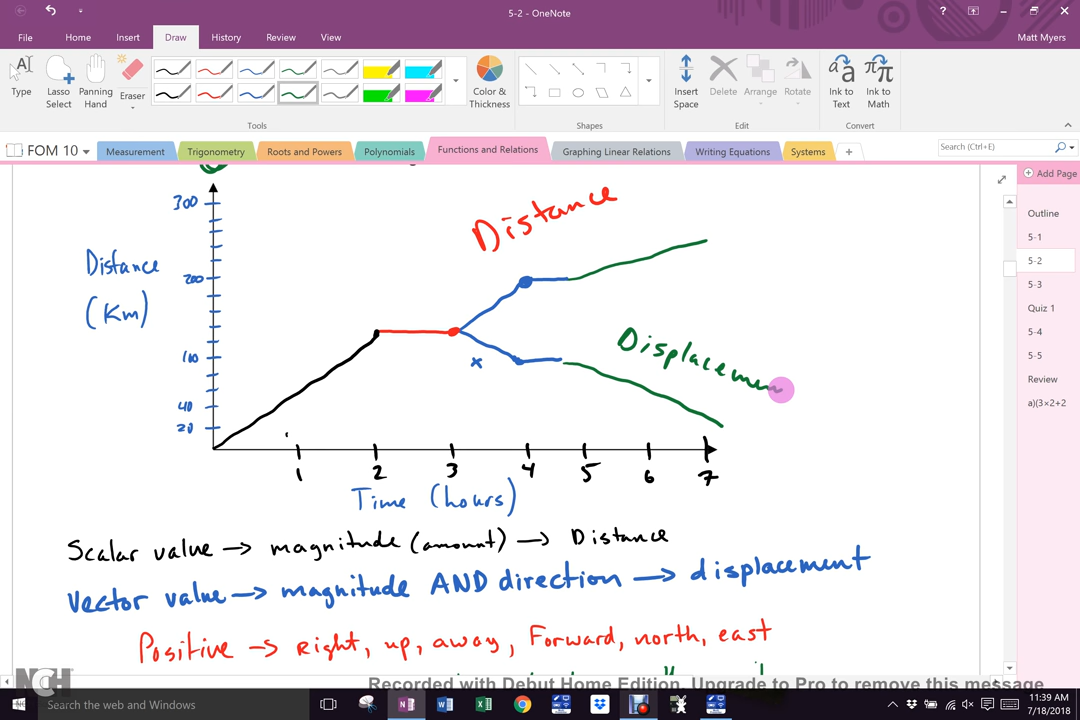 5-2 - OneNote
?
File Home Insert Draw History Review View
Matt Myers
Type Lasso Select Panning Hand Eraser
Color & Thickness
Insert Space Delete Arrange Rotate
Ink to Text Ink to Math
Tools Shapes Edit Convert
FOM 10 Measurement Trigonometry Roots and Powers Polynomials Functions and Relations Graphing Linear Relations Writing Equations Systems +
Search (Ctrl+E)
Add Page
Outline
5-1
5-2
5-3
Quiz 1
5-4
5-5
Review
a)(3×2+2
Distance
300
Distance
(Km)
200
100
40
20
x
Displacemen
1 2 3 4 5 6 7
Time (hours)
Scalar value → magnitude (amount) → Distance
Vector value → magnitude AND direction → displacement
Positive → Right, up, away, Forward, north, east
NCH
Recorded with Debut Home Edition. Upgrade to Pro to remove this message
Search the web and Windows
11:39 AM
7/18/2018